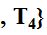 , T₄}